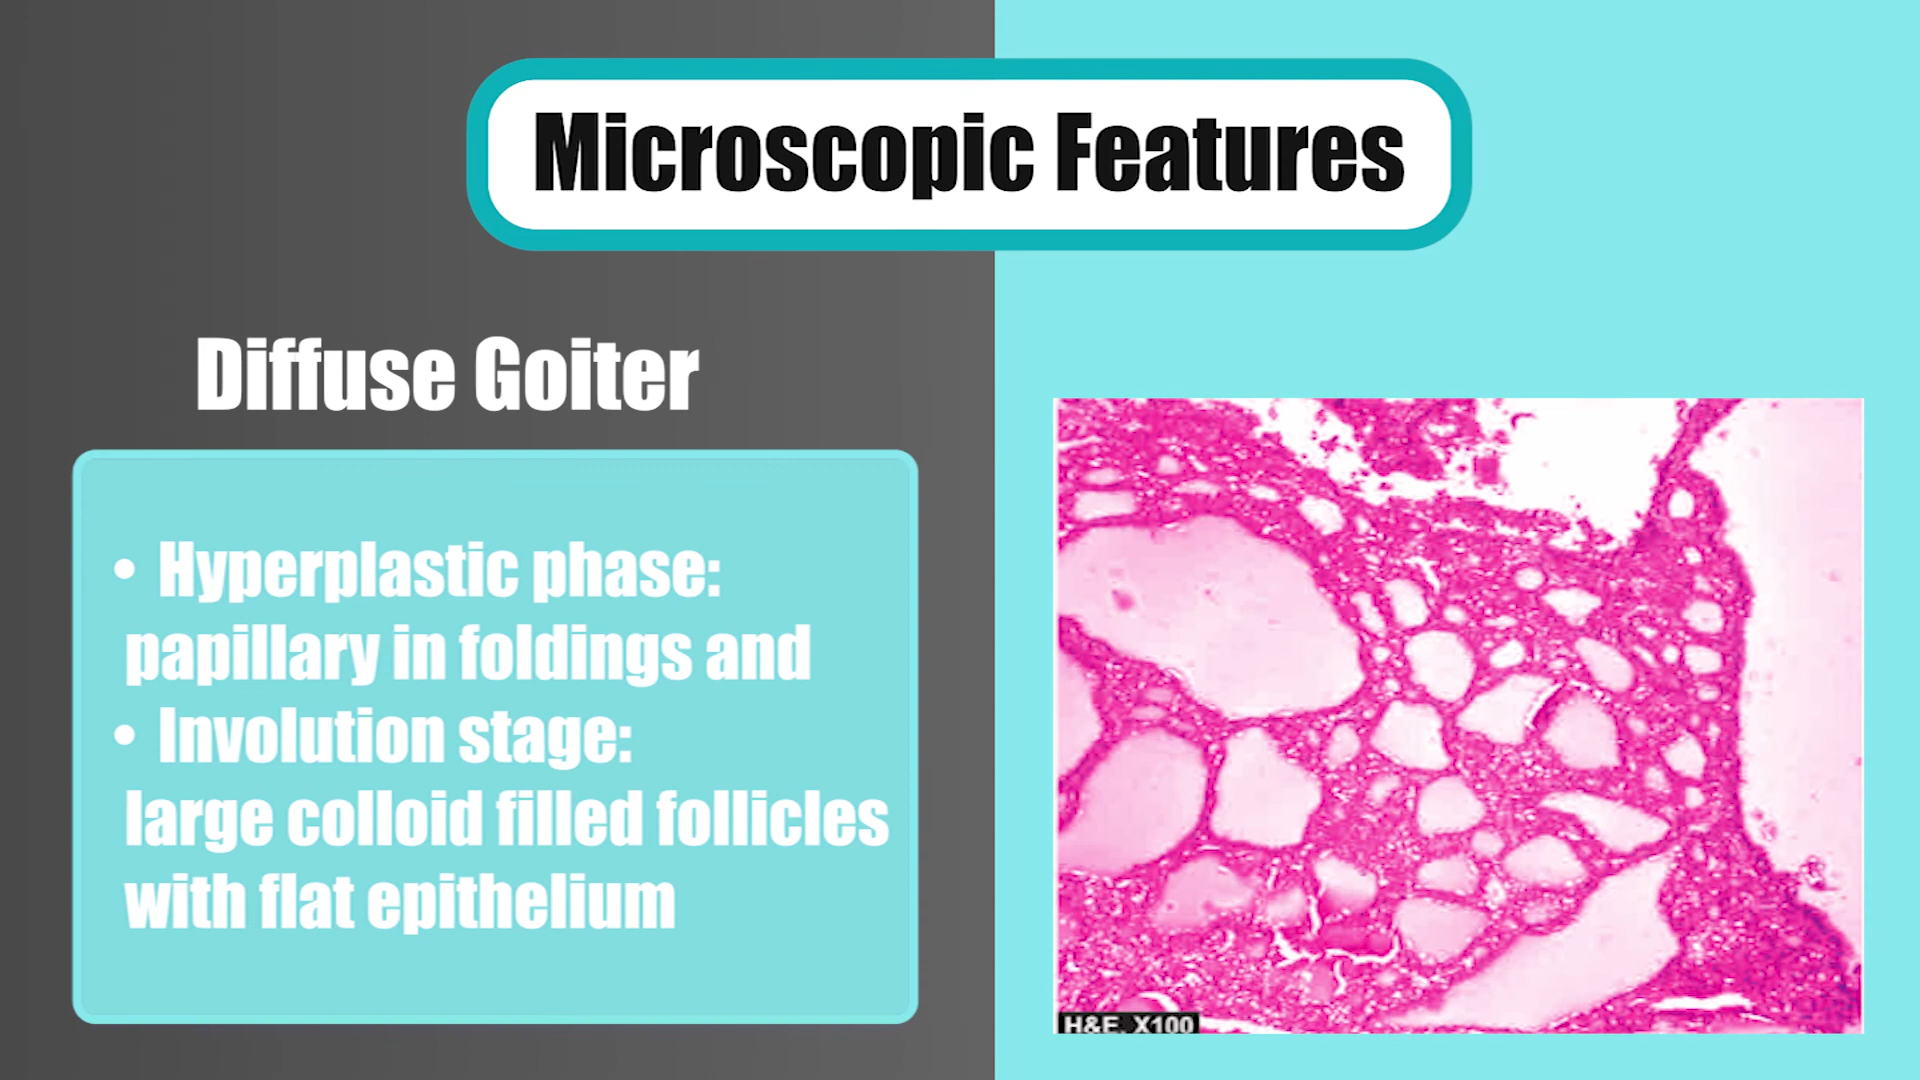 Microscopic Features
Diffuse Goiter
• Hyperplastic phase:
papillary in foldings and
• Involution stage:
large colloid filled follicles
with flat epithelium
H&E, X100